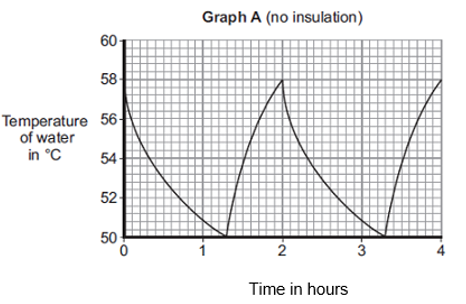 Graph A (no insulation)
60
58
Temperature 56
of water
in °C
54
52
50
0 1 2 3 4
Time in hours